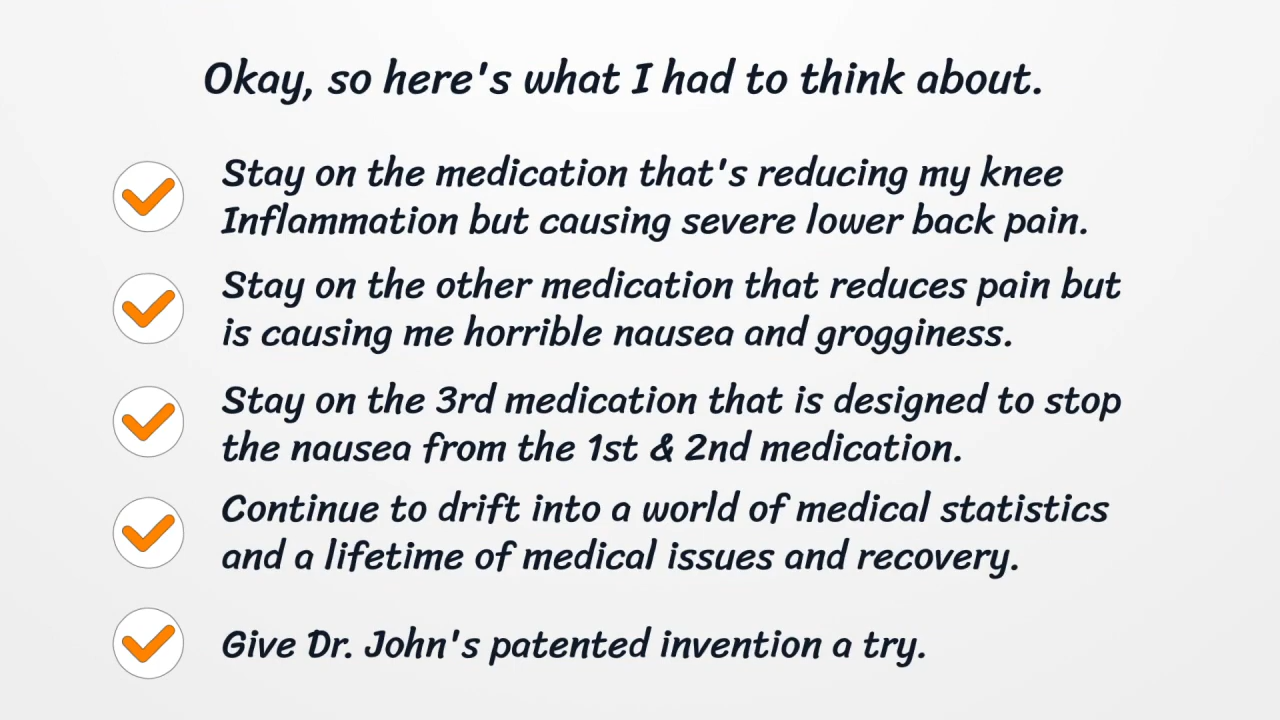 Okay, so here's what I had to think about.
Stay on the medication that's reducing my knee
Inflammation but causing severe lower back pain.
Stay on the other medication that reduces pain but
is causing me horrible nausea and grogginess.
Stay on the 3rd medication that is designed to stop
the nausea from the 1st & 2nd medication.
Continue to drift into a world of medical statistics
and a lifetime of medical issues and recovery.
Give Dr. John's patented invention a try.